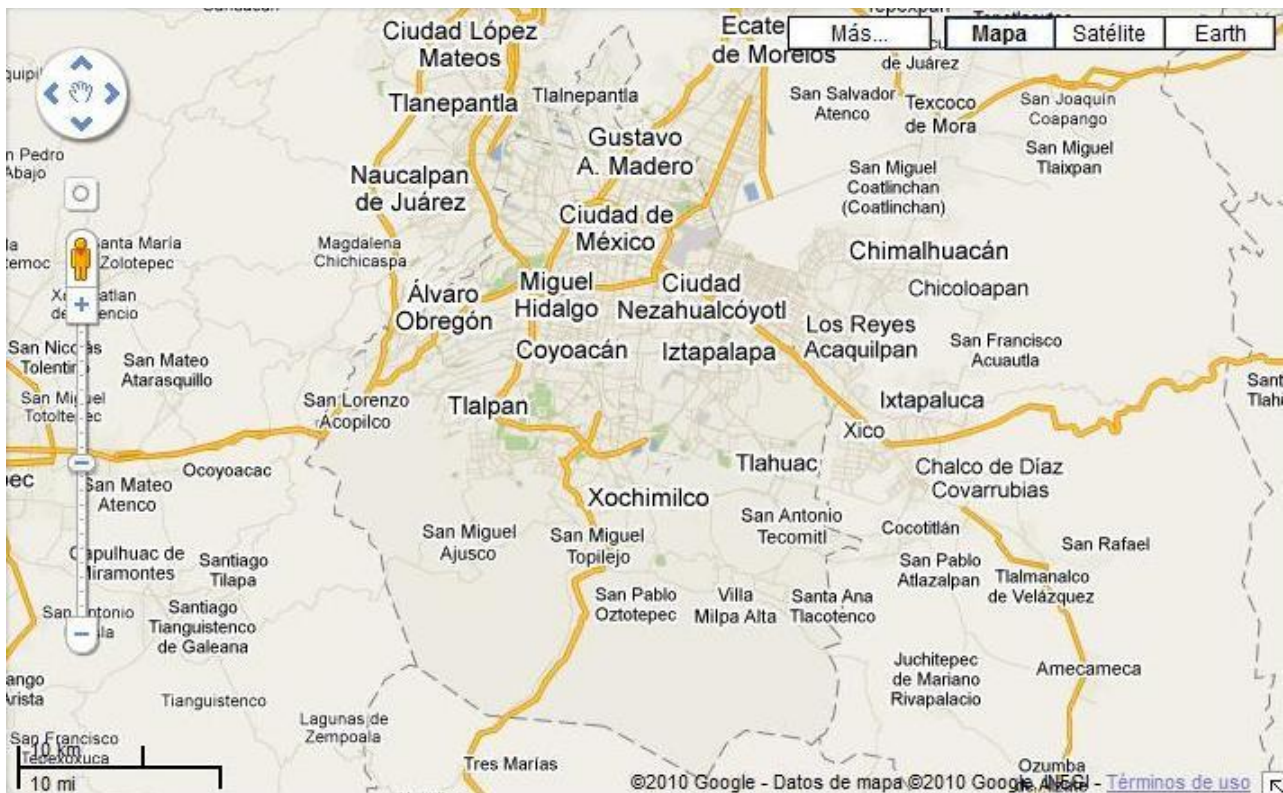 Ciudad López
Mateos
de Morelos
Más...
Mapa
Satélite
Earth
de Juárez
Tlanepantla
Tlalnepantla
San Salvador
Atenco
Texcoco
de Mora
San Joaquín
Coapango
Gustavo
A. Madero
San Miguel
Tlaixpan
Naucalpan
de Juárez
San Miguel
Coatlinchan
(Coatlinchan)
Ciudad de
México
Magdalena
Chichicaspa
Chimalhuacán
Zolotepec
Álvaro
Obregón
Miguel
Hidalgo
Ciudad
Nezahualcóyotl
Chicoloapan
Los Reyes
Acaquilpan
San Francisco
Acuautla
Coyoacán
Iztapalapa
San Mateo
Atarasquillo
San Lorenzo
Acopilco
Tlalpan
Ixtapaluca
Xico
Ocoyoacac
Tlahuac
Chalco de Díaz
Covarrubias
San Mateo
Atenco
Xochimilco
San Miguel
Ajusco
San Miguel
Topilejo
San Antonio
Tecomitl
Cocotitlán
San Rafael
San Pablo
Atlazalpan
Tlalmanalco
de Velázquez
Santiago
Tilapa
Santiago
Tianguistenco
de Galeana
San Pablo
Oztotepec
Villa
Milpa Alta
Santa Ana
Tlacotenco
Juchitepec
de Mariano
Rivapalacio
Amecameca
Tianguistenco
Lagunas de
Zempoala
San Francisco
10 km
10 mi
Tres Marías
Ozumba
©2010 Google - Datos de mapa ©2010 Google, INEGI - Términos de uso